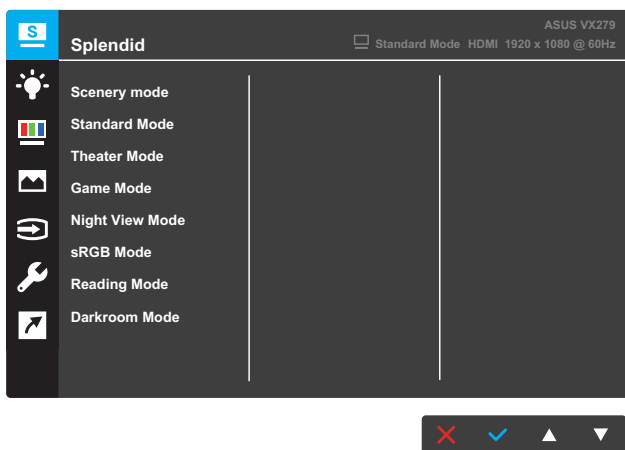 S
ASUS VX279
Splendid
Standard Mode HDMI 1920 x 1080 @ 60Hz
Scenery mode
Standard Mode
Theater Mode
Game Mode
Night View Mode
sRGB Mode
Reading Mode
Darkroom Mode